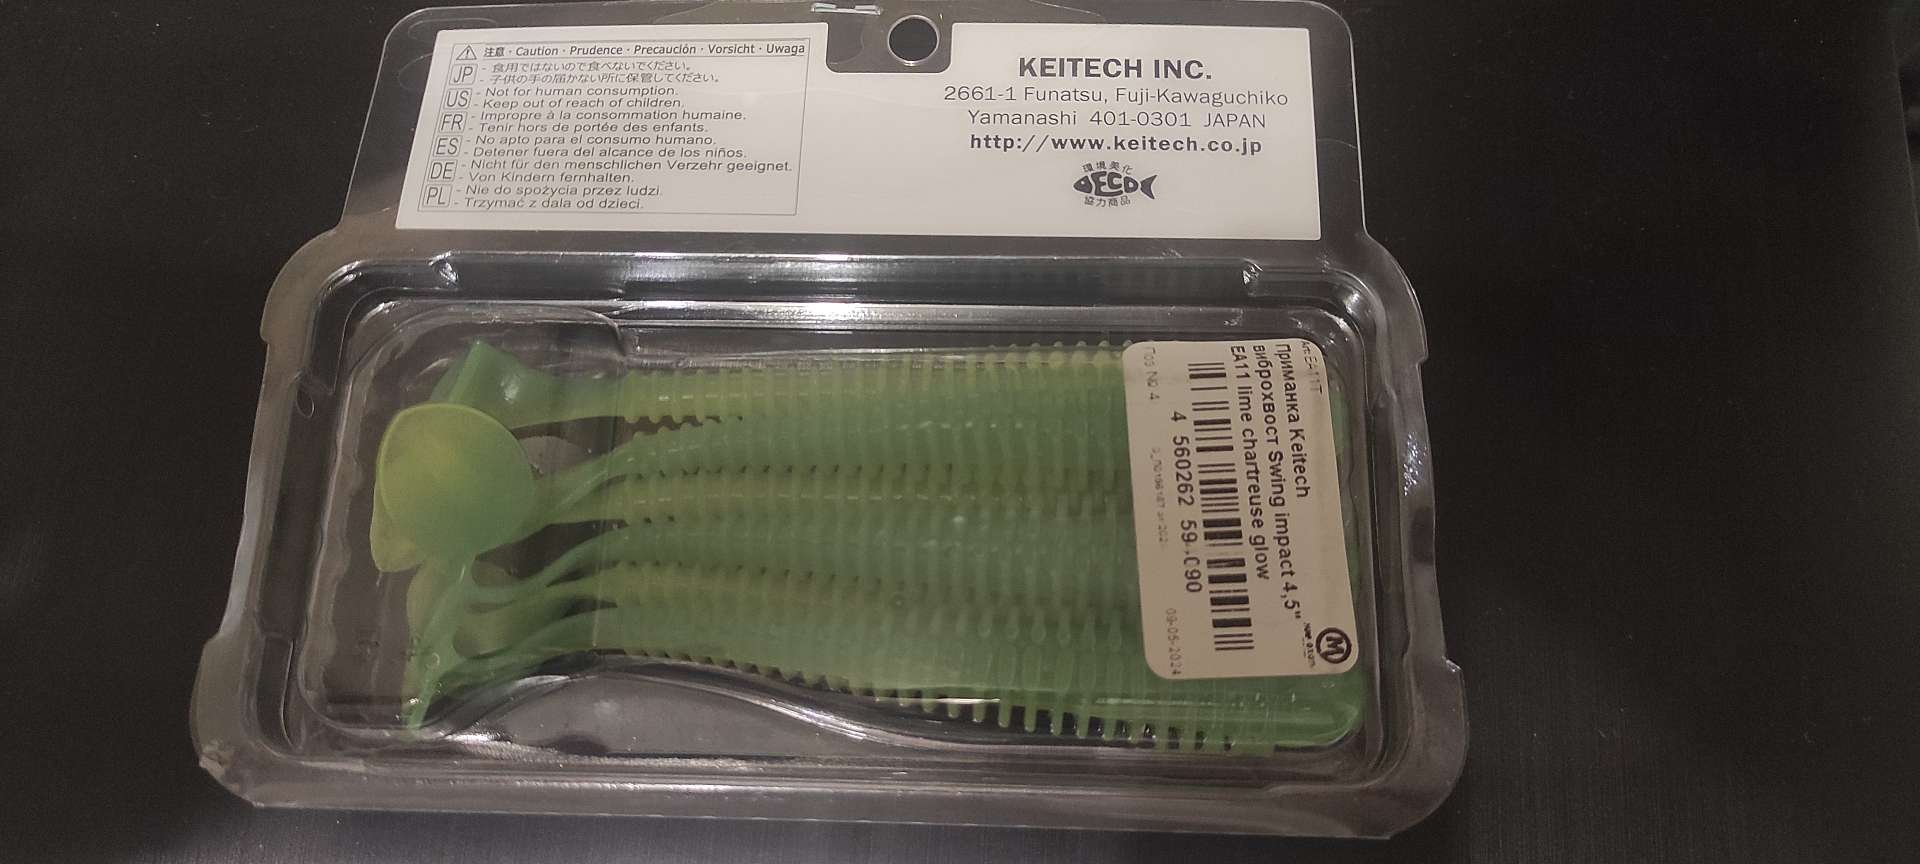 注意・Caution・Prudence・Precaución・Vorsicht・Uwaga
JP - 食用ではないので食べないでください。
- 子供の手の届かない所に保管してください。
US - Not for human consumption.
- Keep out of reach of children.
FR - Impropre à la consommation humaine.
- Tenir hors de portée des enfants.
ES - No apto para el consumo humano.
- Detener fuera del alcance de los niños.
DE - Nicht für den menschlichen Verzehr geeignet.
- Von Kindern fernhalten.
PL - Nie do spożycia przez ludzi.
- Trzymać z dala od dzieci.
KEITECH INC.
2661-1 Funatsu, Fuji-Kawaguchiko
Yamanashi 401-0301 JAPAN
http://www.keitech.co.jp
環境美化
ECO
協力商品
Art: EA11T
Приманка Keitech
виброхвост Swing impact 4,5"
EA11 lime chartreuse glow
4 560262
Поз № 4
09-05-2024
M